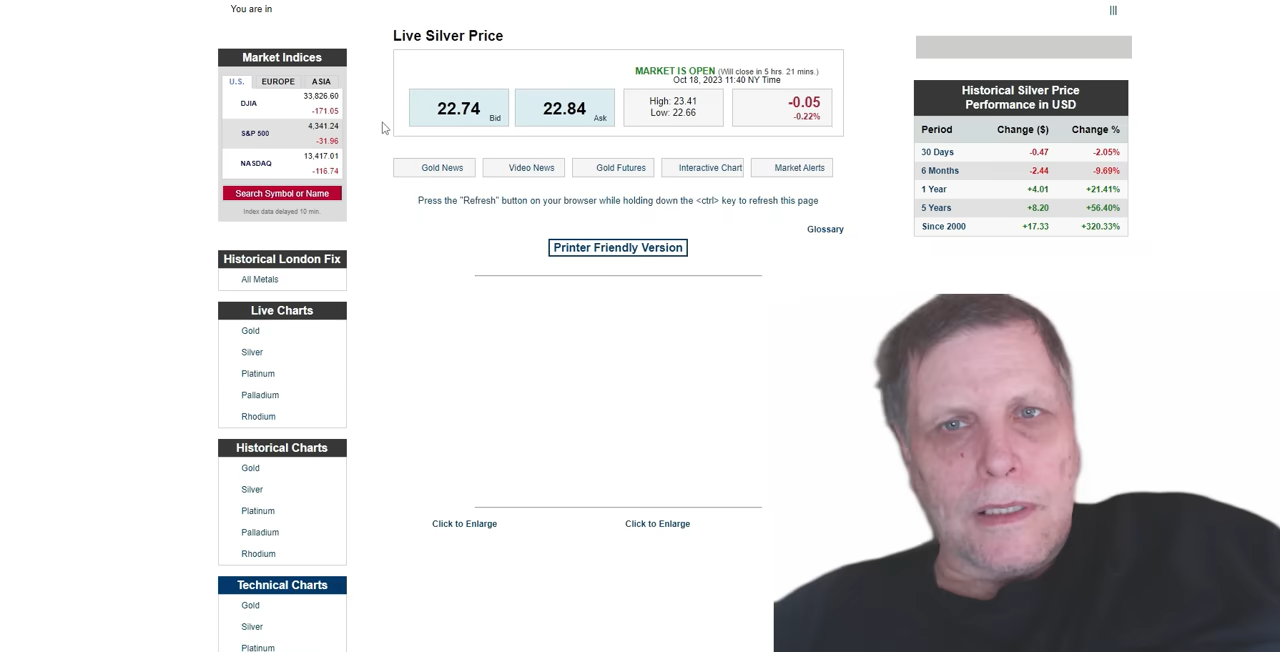 You are in
|||
Live Silver Price
Market Indices
U.S. EUROPE ASIA
DJIA 33,826.60
-171.05
S&P 500 4,341.24
-31.96
NASDAQ 13,417.01
-116.74
Search Symbol or Name
Index data delayed 10 min.
MARKET IS OPEN (Will close in 5 hrs. 21 mins.)
Oct 18, 2023 11:40 NY Time
22.74 Bid
22.84 Ask
High: 23.41
Low: 22.66
-0.05
-0.22%
Gold News Video News Gold Futures Interactive Chart Market Alerts
Press the "Refresh" button on your browser while holding down the <ctrl> key to refresh this page
Glossary
Printer Friendly Version
Click to Enlarge Click to Enlarge
Historical Silver Price
Performance in USD
Period Change ($) Change %
30 Days -0.47 -2.05%
6 Months -2.44 -9.69%
1 Year +4.01 +21.41%
5 Years +8.20 +56.40%
Since 2000 +17.33 +320.33%
Historical London Fix
All Metals
Live Charts
Gold
Silver
Platinum
Palladium
Rhodium
Historical Charts
Gold
Silver
Platinum
Palladium
Rhodium
Technical Charts
Gold
Silver
Platinum